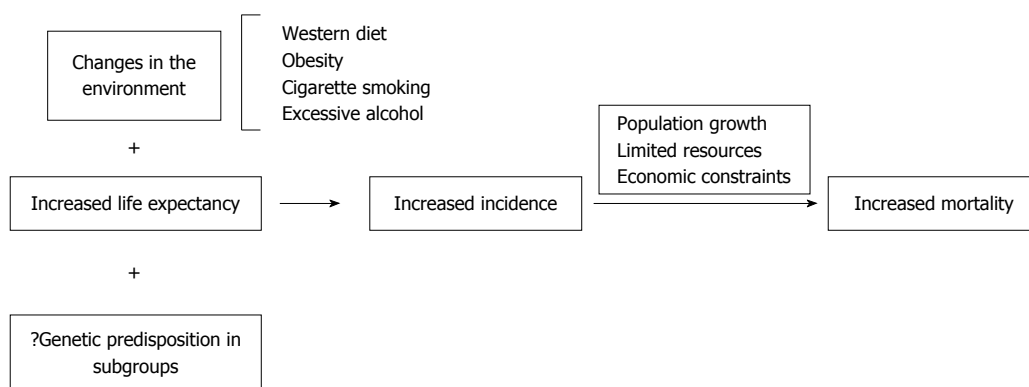 Changes in the
environment
Western diet
Obesity
Cigarette smoking
Excessive alcohol
+
Increased life expectancy
Increased incidence
Population growth
Limited resources
Economic constraints
Increased mortality
+
?Genetic predisposition in
subgroups